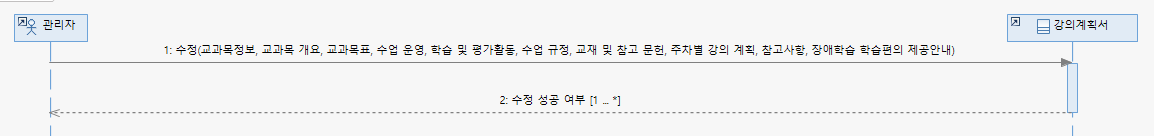 관리자
강의계획서
1: 수정(교과목정보, 교과목 개요, 교과목표, 수업 운영, 학습 및 평가활동, 수업 규정, 교재 및 참고 문헌, 주차별 강의 계획, 참고사항, 장애학습 학습편의 제공안내)
2: 수정 성공 여부 [1 ... *]